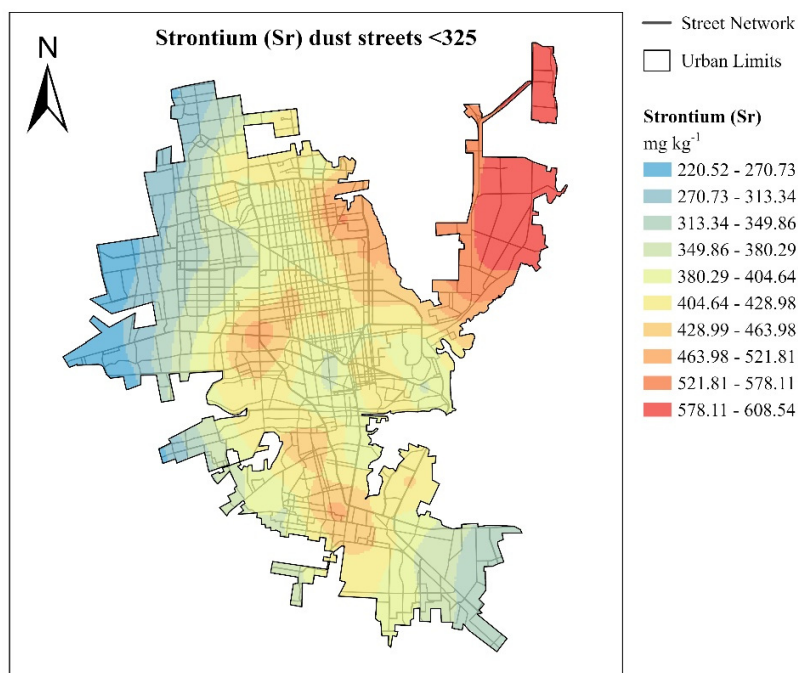 Strontium (Sr) dust streets <325
N
Street Network
Urban Limits
Strontium (Sr)
mg kg⁻¹
220.52 - 270.73
270.73 - 313.34
313.34 - 349.86
349.86 - 380.29
380.29 - 404.64
404.64 - 428.98
428.99 - 463.98
463.98 - 521.81
521.81 - 578.11
578.11 - 608.54